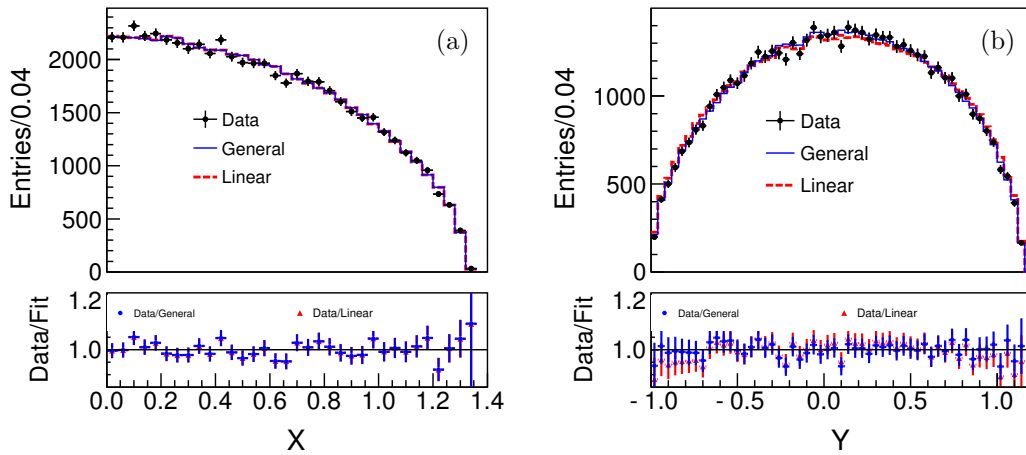 (a)
Entries/0.04
2000
1500
1000
500
0
Data
General
Linear
Data/Fit
1.2
1.0
Data/General
Data/Linear
0.0 0.2 0.4 0.6 0.8 1.0 1.2 1.4
X
(b)
Entries/0.04
1000
500
0
Data
General
Linear
Data/Fit
1.2
1.0
Data/General
Data/Linear
- 1.0 - 0.5 0.0 0.5 1.0
Y